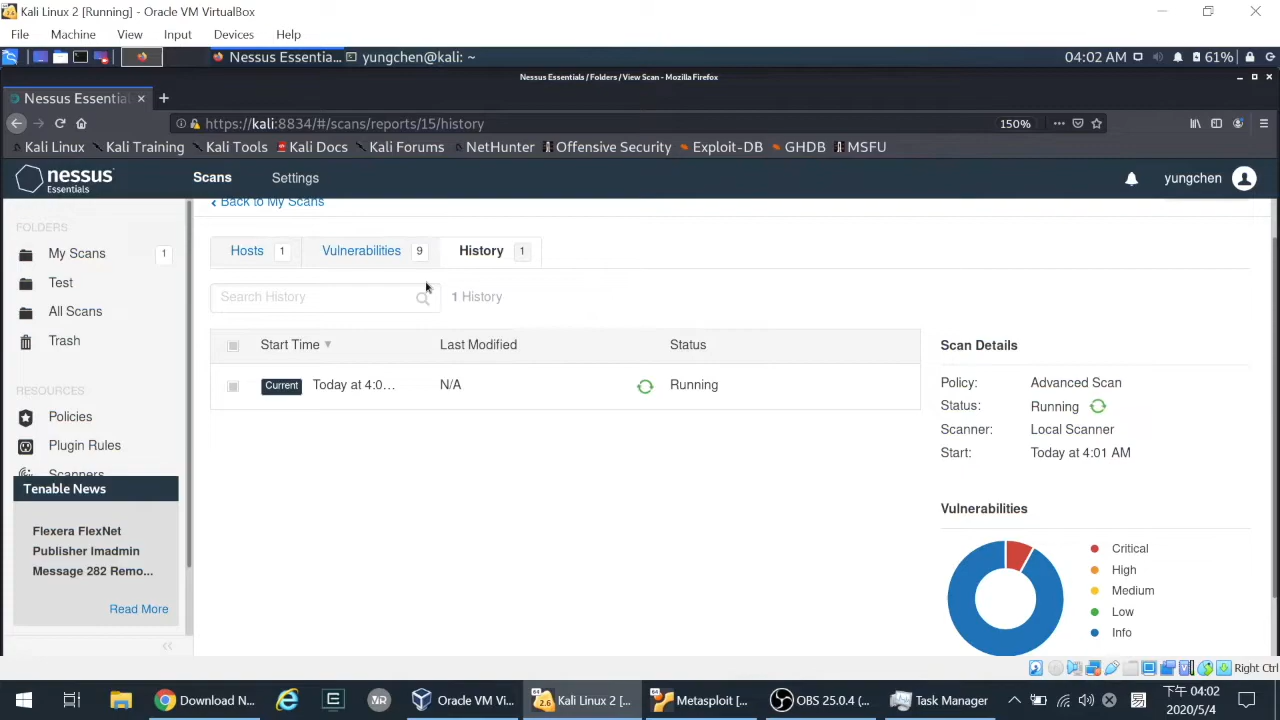 Kali Linux 2 [Running] - Oracle VM VirtualBox
File Machine View Input Devices Help
Nessus Essentia... yungchen@kali: ~ 04:02 AM 61%
Nessus Essentials / Folders / View Scan - Mozilla Firefox
Nessus Essential
https://kali:8834/#/scans/reports/15/history 150%
Kali Linux Kali Training Kali Tools Kali Docs Kali Forums NetHunter Offensive Security Exploit-DB GHDB MSFU
nessus Essentials Scans Settings yungchen
Back to My Scans
FOLDERS
My Scans 1
Test
All Scans
Trash
RESOURCES
Policies
Plugin Rules
Scanners
Tenable News
Flexera FlexNet
Publisher lmadmin
Message 282 Remo...
Read More
Hosts 1 Vulnerabilities 9 History 1
Search History 1 History
Start Time Last Modified Status
Current Today at 4:0... N/A Running
Scan Details
Policy: Advanced Scan
Status: Running
Scanner: Local Scanner
Start: Today at 4:01 AM
Vulnerabilities
Critical
High
Medium
Low
Info
Right Ctrl
Download N... Oracle VM Vi... Kali Linux 2 [... Metasploit [... OBS 25.0.4 (... Task Manager 下午 04:02
2020/5/4